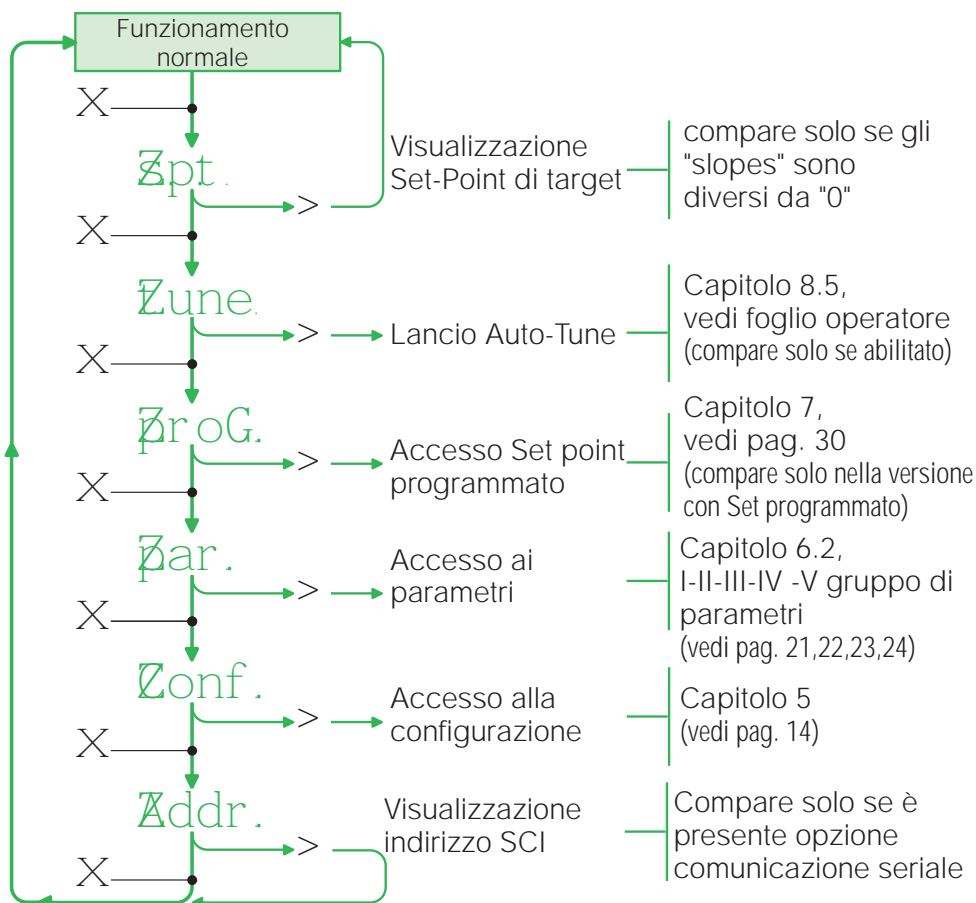 Funzionamento
normale
X
s.pt.
>
Visualizzazione
Set-Point di target
compare solo se gli
"slopes" sono
diversi da "0"
X
tune.
>
Lancio Auto-Tune
Capitolo 8.5,
vedi foglio operatore
(compare solo se abilitato)
X
proG.
>
Accesso Set point
programmato
Capitolo 7,
vedi pag. 30
(compare solo nella versione
con Set programmato)
X
par.
>
Accesso ai
parametri
Capitolo 6.2,
I-II-III-IV -V gruppo di
parametri
(vedi pag. 21,22,23,24)
X
Conf.
>
Accesso alla
configurazione
Capitolo 5
(vedi pag. 14)
X
Addr.
>
Visualizzazione
indirizzo SCI
Compare solo se è
presente opzione
comunicazione seriale
X